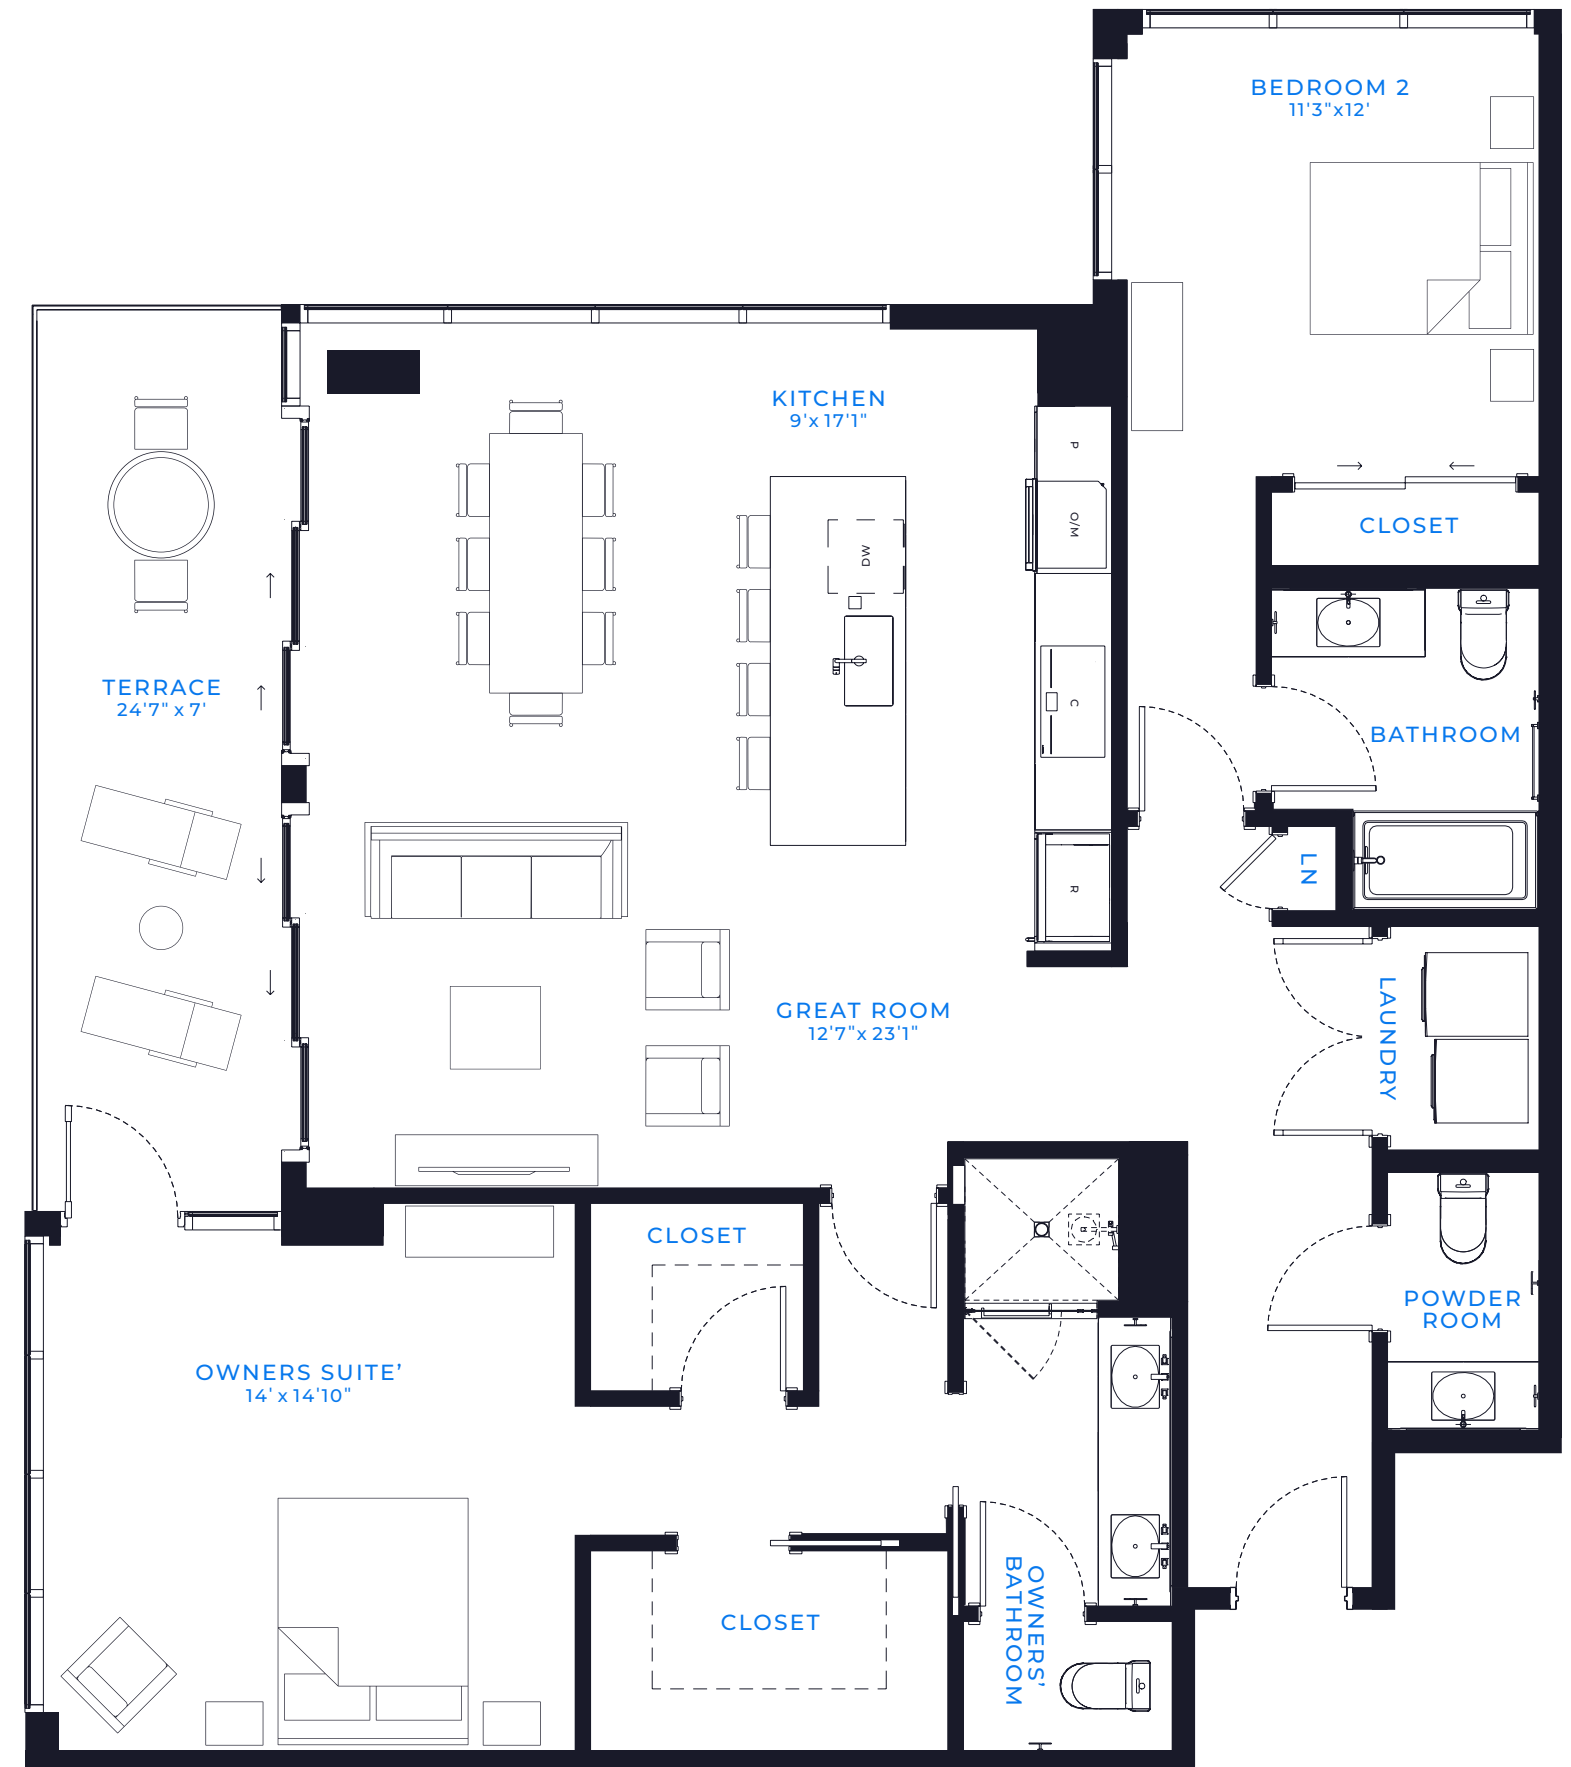 BEDROOM 2
11'3"x12'
KITCHEN
9'x 17'1"
P
O/M
DW
C
R
CLOSET
BATHROOM
TERRACE
24'7" x 7'
LN
LAUNDRY
GREAT ROOM
12'7"x 23'1"
CLOSET
POWDER
ROOM
OWNERS SUITE’
14' x 14'10"
CLOSET
OWNERS’
BATHROOM